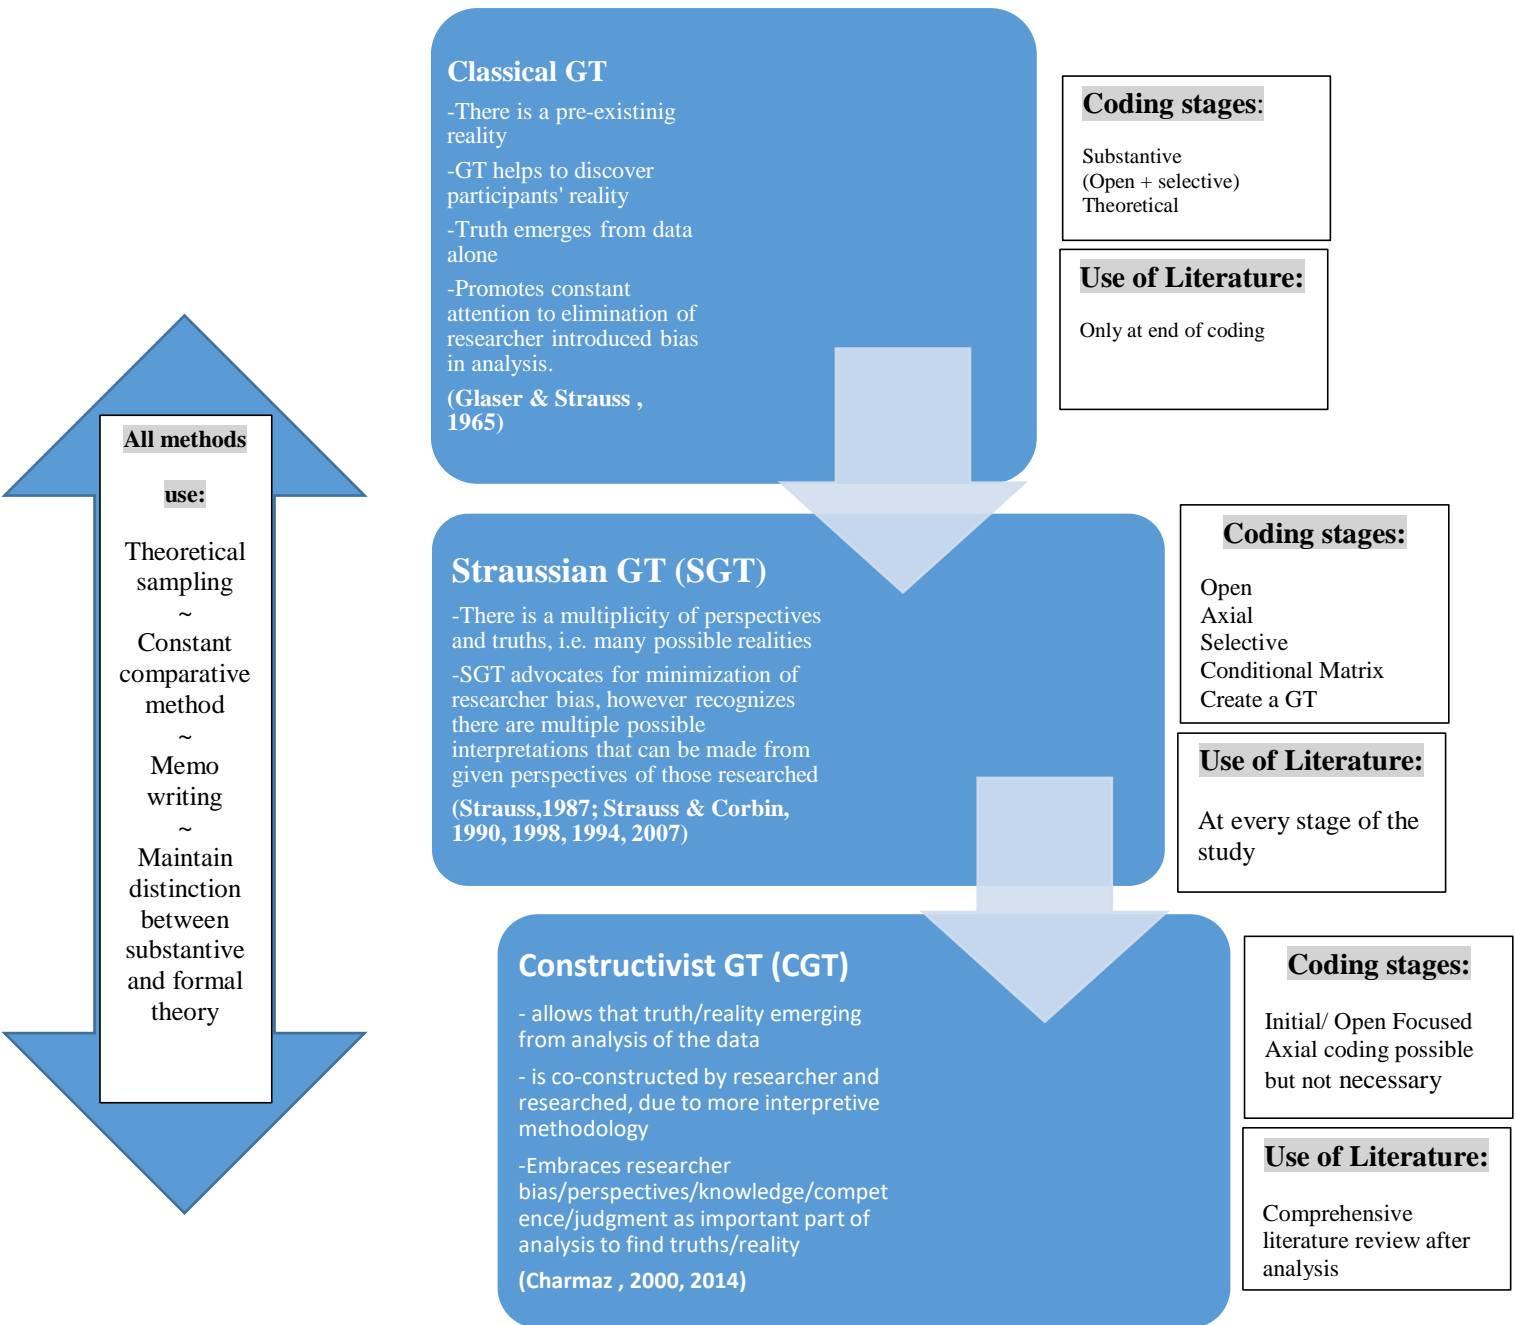 Classical GT
-There is a pre-existinig
reality
-GT helps to discover
participants' reality
-Truth emerges from data
alone
-Promotes constant
attention to elimination of
researcher introduced bias
in analysis.
(Glaser & Strauss ,
1965)
Coding stages:
Substantive
(Open + selective)
Theoretical
Use of Literature:
Only at end of coding
All methods
use:
Theoretical
sampling
~
Constant
comparative
method
~
Memo
writing
~
Maintain
distinction
between
substantive
and formal
theory
Straussian GT (SGT)
-There is a multiplicity of perspectives
and truths, i.e. many possible realities
-SGT advocates for minimization of
researcher bias, however recognizes
there are multiple possible
interpretations that can be made from
given perspectives of those researched
(Strauss,1987; Strauss & Corbin,
1990, 1998, 1994, 2007)
Coding stages:
Open
Axial
Selective
Conditional Matrix
Create a GT
Use of Literature:
At every stage of the
study
Constructivist GT (CGT)
- allows that truth/reality emerging
from analysis of the data
- is co-constructed by researcher and
researched, due to more interpretive
methodology
-Embraces researcher
bias/perspectives/knowledge/compet
ence/judgment as important part of
analysis to find truths/reality
(Charmaz , 2000, 2014)
Coding stages:
Initial/ Open Focused
Axial coding possible
but not necessary
Use of Literature:
Comprehensive
literature review after
analysis